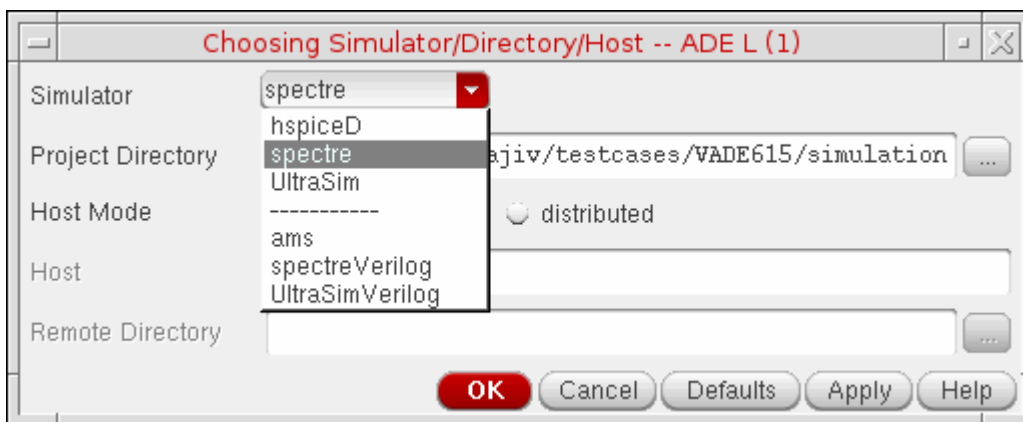 Choosing Simulator/Directory/Host -- ADE L (1)
Simulator
spectre
hspiceD
Project Directory
spectre
ajiv/testcases/VADE615/simulation
...
UltraSim
Host Mode
-----------
distributed
ams
Host
spectreVerilog
UltraSimVerilog
Remote Directory
...
OK Cancel Defaults Apply Help